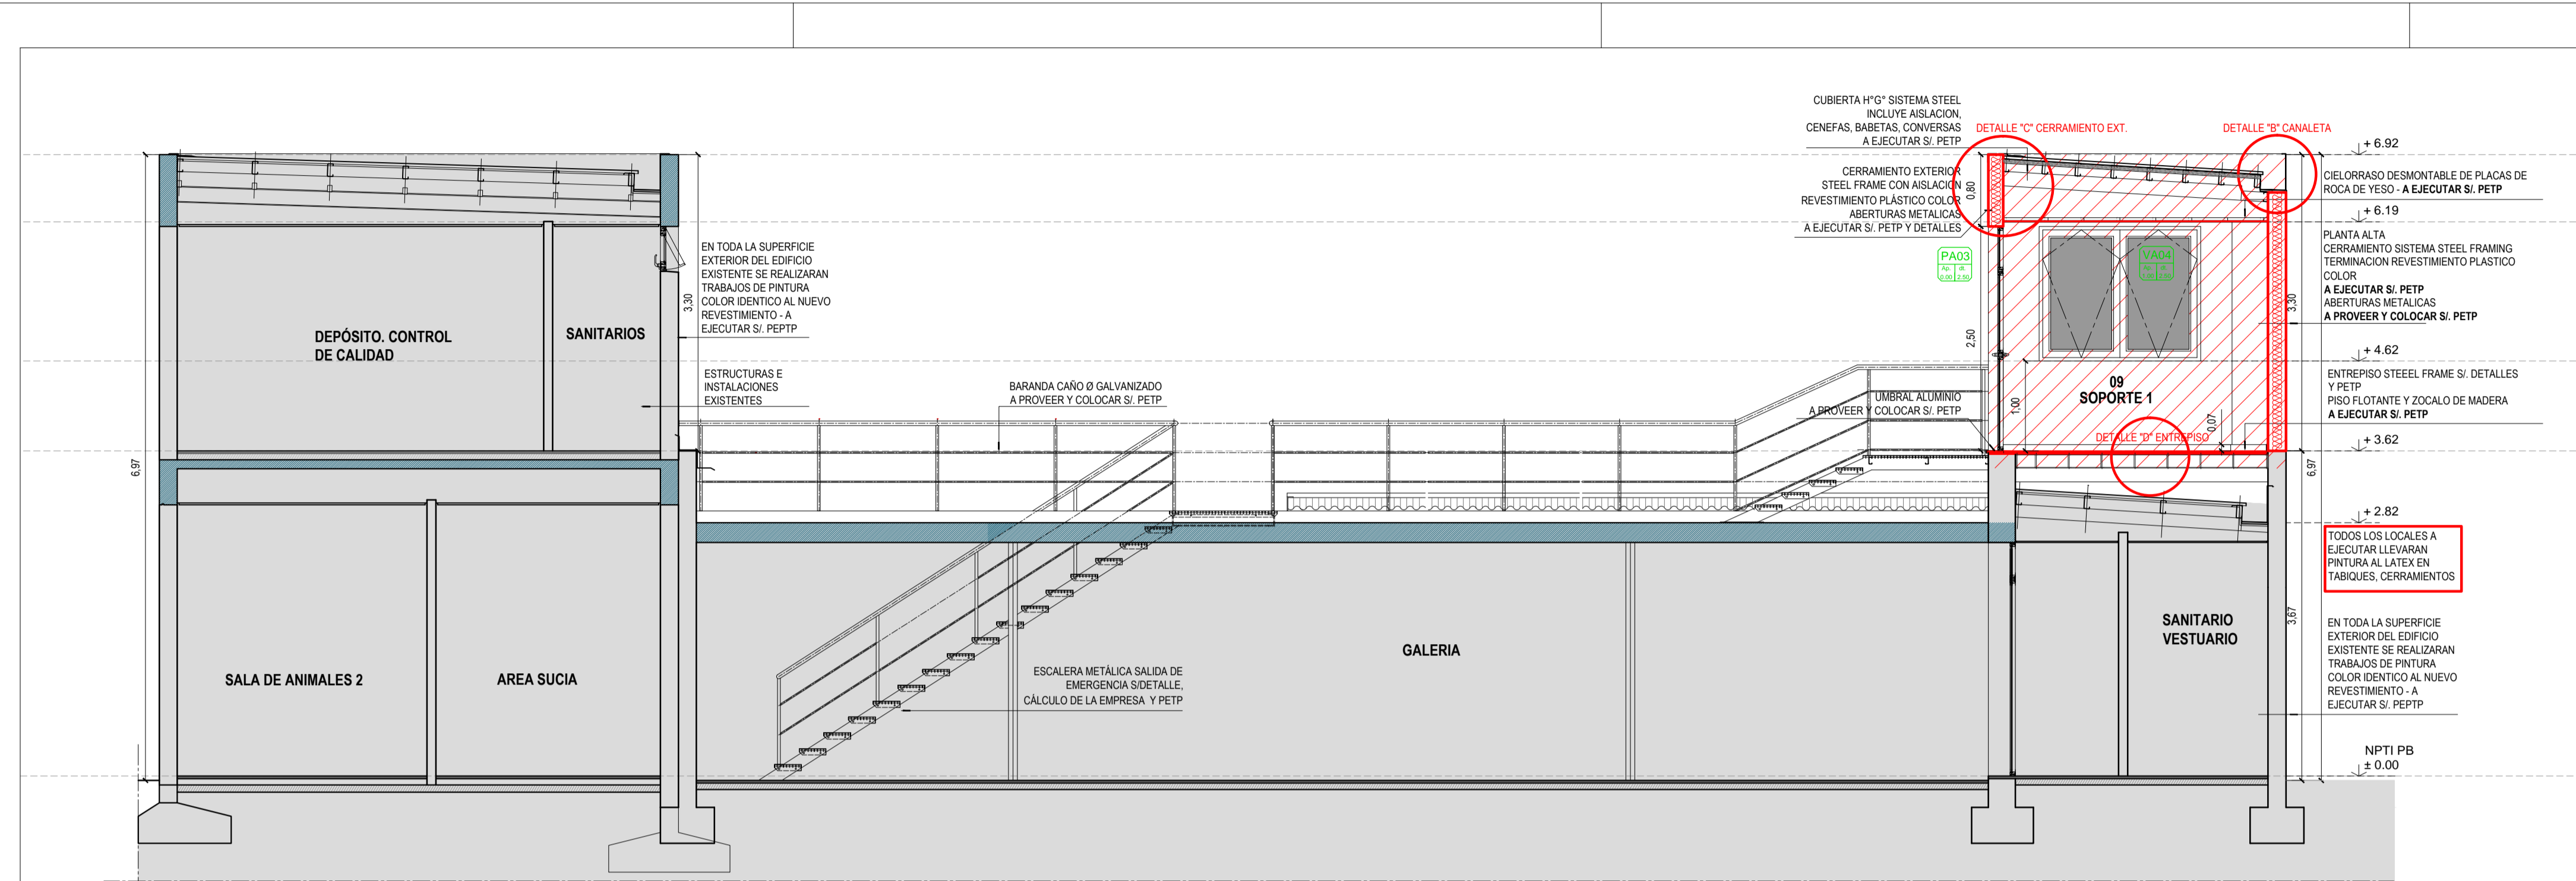 CUBIERTA H°G° SISTEMA STEEL
INCLUYE AISLACION,
CENEFAS, BABETAS, CONVERSAS
A EJECUTAR S/. PETP
DETALLE "C" CERRAMIENTO EXT.
DETALLE "B" CANALETA
+ 6.92
CERRAMIENTO EXTERIOR
STEEL FRAME CON AISLACIÓN
REVESTIMIENTO PLÁSTICO COLOR
ABERTURAS METALICAS
A EJECUTAR S/. PETP Y DETALLES
0,80
CIELORRASO DESMONTABLE DE PLACAS DE
ROCA DE YESO - A EJECUTAR S/. PETP
+ 6.19
PLANTA ALTA
CERRAMIENTO SISTEMA STEEL FRAMING
TERMINACION REVESTIMIENTO PLASTICO
COLOR
A EJECUTAR S/. PETP
ABERTURAS METALICAS
A PROVEER Y COLOCAR S/. PETP
PA03
Ap. di.
0.00 2.50
VA04
3,30
2,50
EN TODA LA SUPERFICIE
EXTERIOR DEL EDIFICIO
EXISTENTE SE REALIZARAN
TRABAJOS DE PINTURA
COLOR IDENTICO AL NUEVO
REVESTIMIENTO - A
EJECUTAR S/. PEPTP
3,30
DEPÓSITO. CONTROL
DE CALIDAD
SANITARIOS
+ 4.62
ESTRUCTURAS E
INSTALACIONES
EXISTENTES
BARANDA CAÑO Ø GALVANIZADO
A PROVEER Y COLOCAR S/. PETP
UMBRAL ALUMINIO
A PROVEER Y COLOCAR S/. PETP
1,00
09
SOPORTE 1
0,07
DETALLE "D" ENTREPISO
ENTREPISO STEEEL FRAME S/. DETALLES
Y PETP
PISO FLOTANTE Y ZOCALO DE MADERA
A EJECUTAR S/. PETP
+ 3.62
6,97
6,97
+ 2.82
TODOS LOS LOCALES A
EJECUTAR LLEVARAN
PINTURA AL LATEX EN
TABIQUES, CERRAMIENTOS
3,67
SANITARIO
VESTUARIO
EN TODA LA SUPERFICIE
EXTERIOR DEL EDIFICIO
EXISTENTE SE REALIZARAN
TRABAJOS DE PINTURA
COLOR IDENTICO AL NUEVO
REVESTIMIENTO - A
EJECUTAR S/. PEPTP
GALERIA
SALA DE ANIMALES 2
AREA SUCIA
ESCALERA METÁLICA SALIDA DE
EMERGENCIA S/DETALLE,
CÁLCULO DE LA EMPRESA Y PETP
NPTI PB
± 0.00